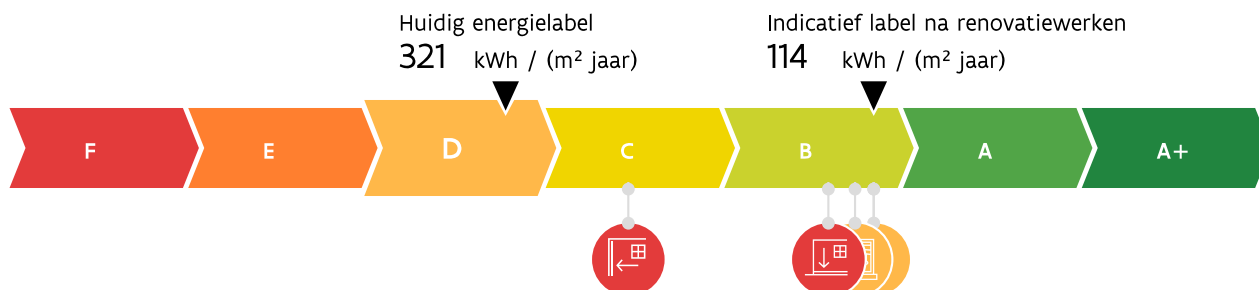 Huidig energielabel
321 kWh / (m² jaar)
Indicatief label na renovatiewerken
114 kWh / (m² jaar)
F E D C B A A+